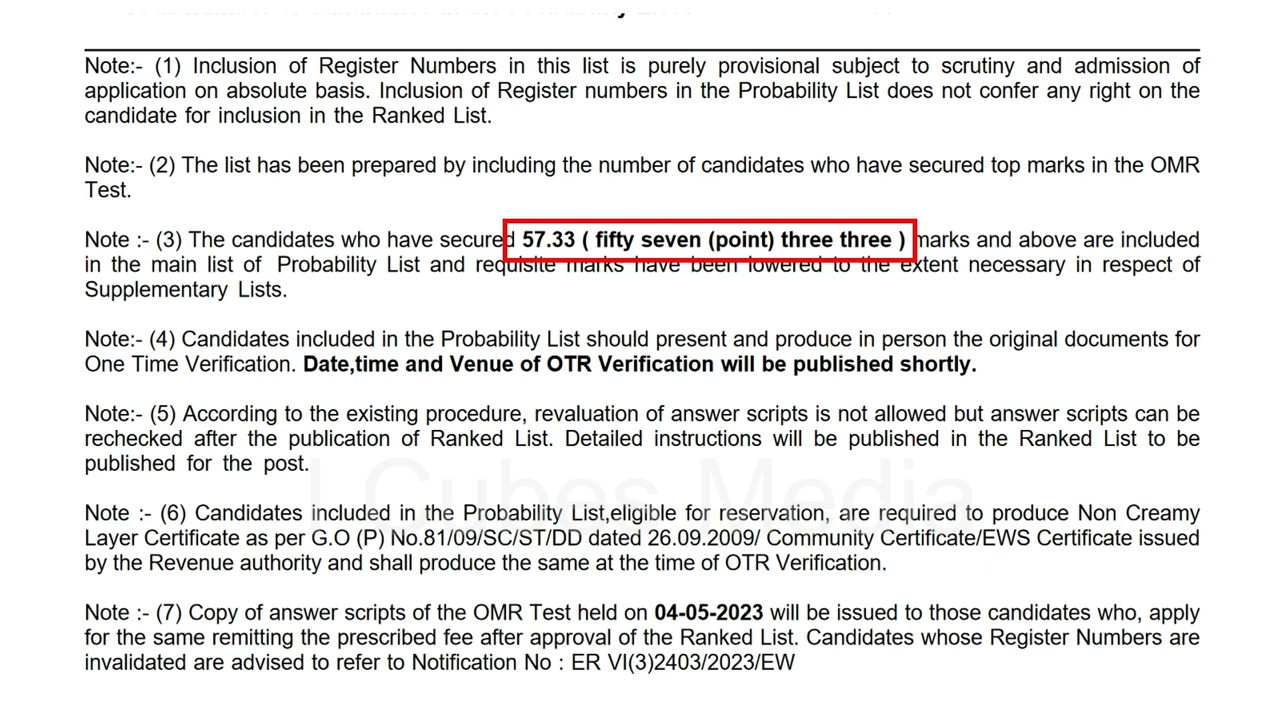 Note:- (1) Inclusion of Register Numbers in this list is purely provisional subject to scrutiny and admission of
application on absolute basis. Inclusion of Register numbers in the Probability List does not confer any right on the
candidate for inclusion in the Ranked List.
Note:- (2) The list has been prepared by including the number of candidates who have secured top marks in the OMR
Test.
Note :- (3) The candidates who have secured 57.33 ( fifty seven (point) three three ) marks and above are included
in the main list of Probability List and requisite marks have been lowered to the extent necessary in respect of
Supplementary Lists.
Note:- (4) Candidates included in the Probability List should present and produce in person the original documents for
One Time Verification. Date,time and Venue of OTR Verification will be published shortly.
Note:- (5) According to the existing procedure, revaluation of answer scripts is not allowed but answer scripts can be
rechecked after the publication of Ranked List. Detailed instructions will be published in the Ranked List to be
published for the post.
I Cubes Media
Note :- (6) Candidates included in the Probability List,eligible for reservation, are required to produce Non Creamy
Layer Certificate as per G.O (P) No.81/09/SC/ST/DD dated 26.09.2009/ Community Certificate/EWS Certificate issued
by the Revenue authority and shall produce the same at the time of OTR Verification.
Note :- (7) Copy of answer scripts of the OMR Test held on 04-05-2023 will be issued to those candidates who, apply
for the same remitting the prescribed fee after approval of the Ranked List. Candidates whose Register Numbers are
invalidated are advised to refer to Notification No : ER VI(3)2403/2023/EW